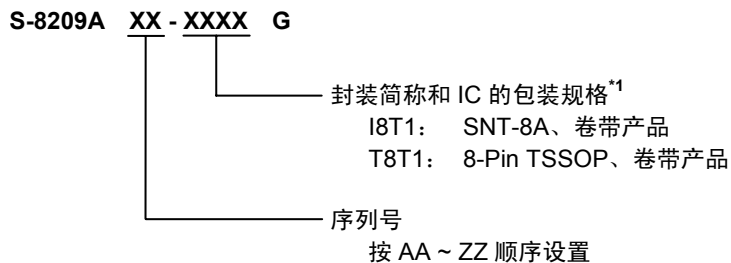 S-8209A XX - XXXX G
封装简称和 IC 的包装规格*1
I8T1： SNT-8A、卷带产品
T8T1： 8-Pin TSSOP、卷带产品
序列号
按 AA ~ ZZ 顺序设置